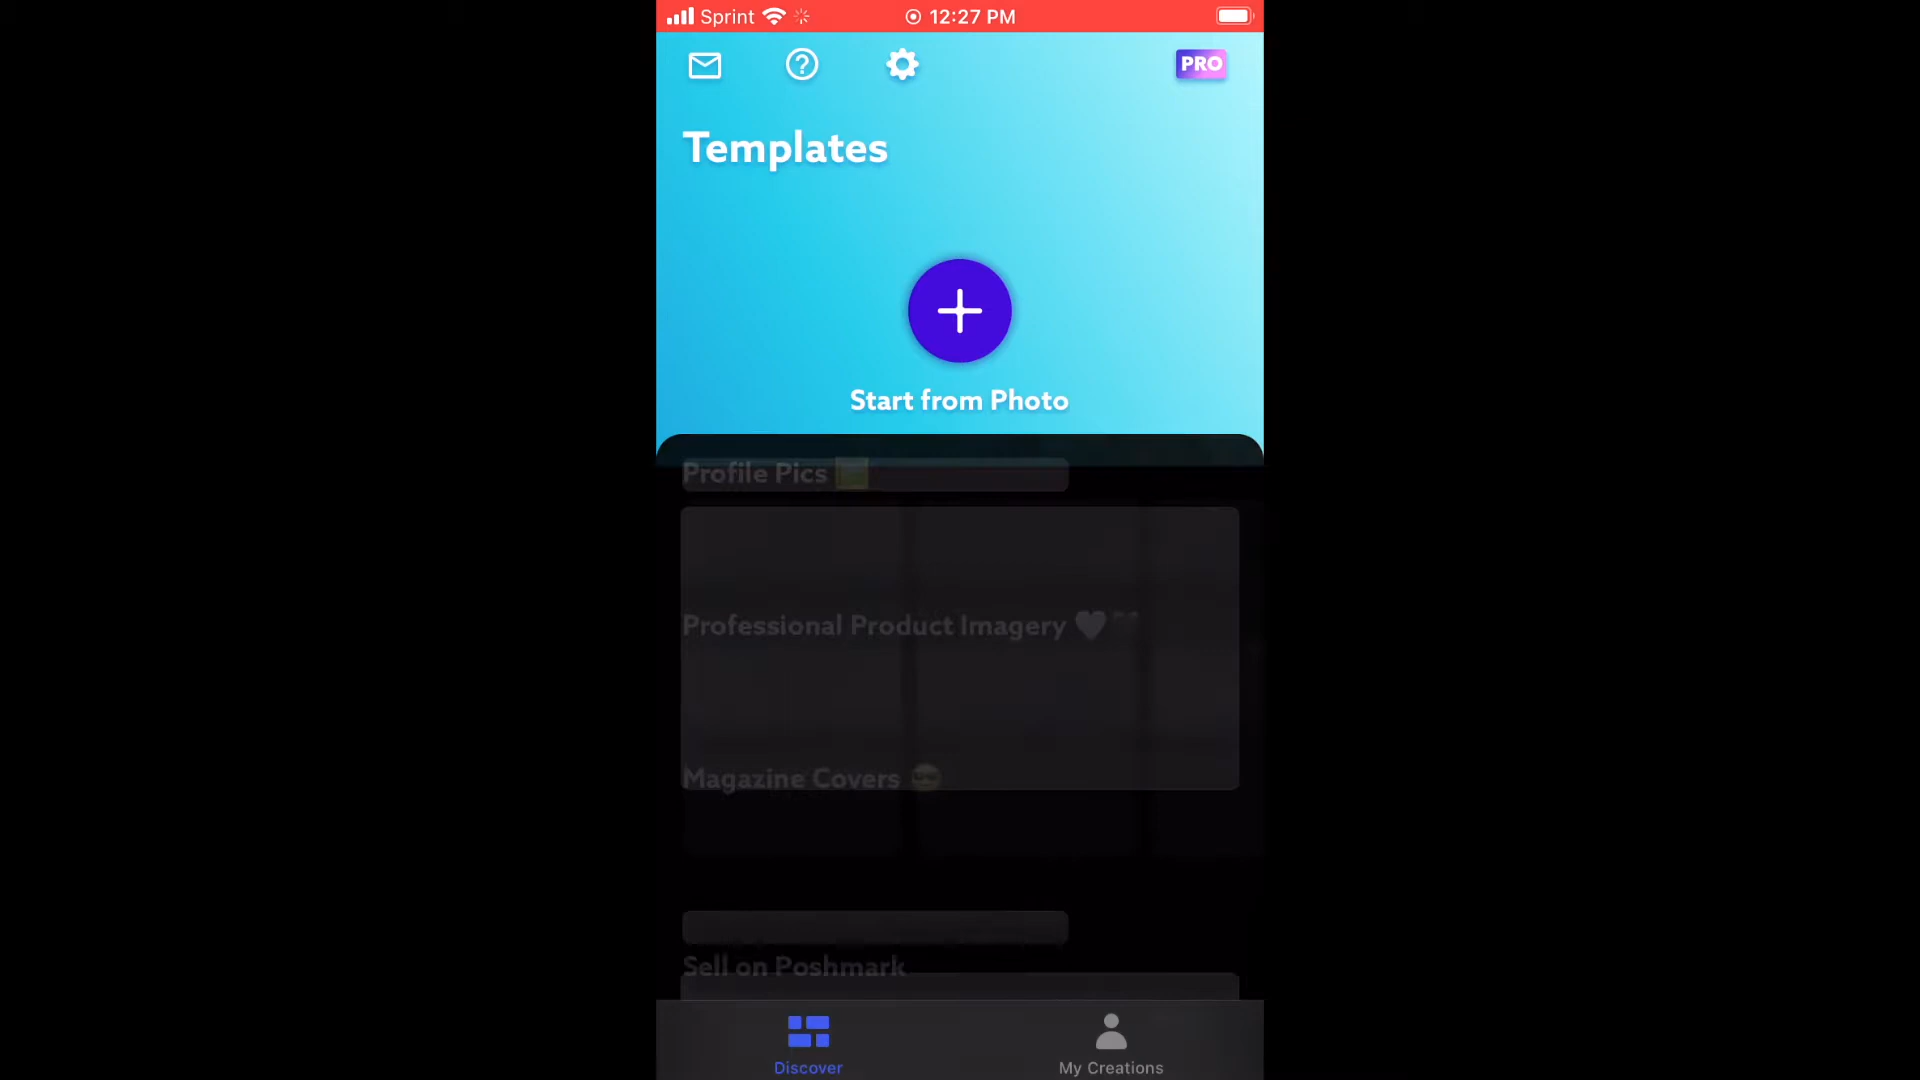 Sprint 12:27 PM
PRO
Templates
Start from Photo
Profile Pics
Professional Product Imagery
Magazine Covers
Sell on Poshmark
Discover My Creations